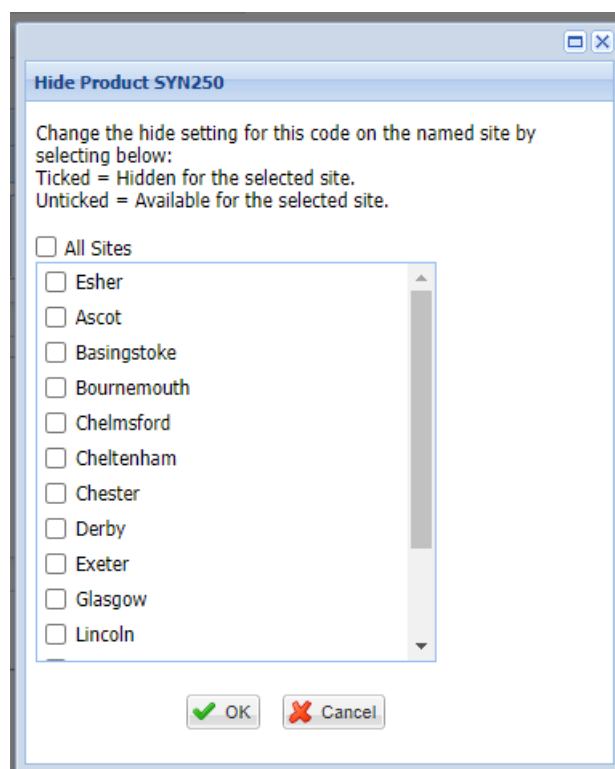 Hide Product SYN250
Change the hide setting for this code on the named site by
selecting below:
Ticked = Hidden for the selected site.
Unticked = Available for the selected site.
All Sites
Esher
Ascot
Basingstoke
Bournemouth
Chelmsford
Cheltenham
Chester
Derby
Exeter
Glasgow
Lincoln
OK
Cancel